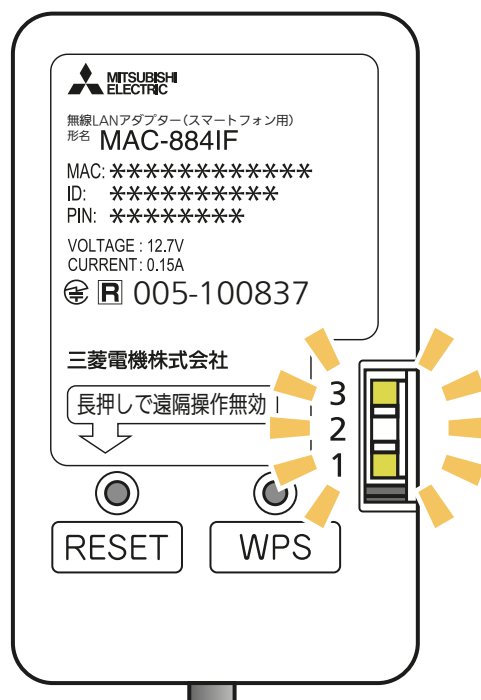 MITSUBISHI
ELECTRIC
無線LANアダプター(スマートフォン用)
形名 MAC-884IF
MAC: ************
ID: **********
PIN: ********
VOLTAGE : 12.7V
CURRENT : 0.15A
R 005-100837
三菱電機株式会社
長押しで遠隔操作無効
3
2
1
RESET WPS